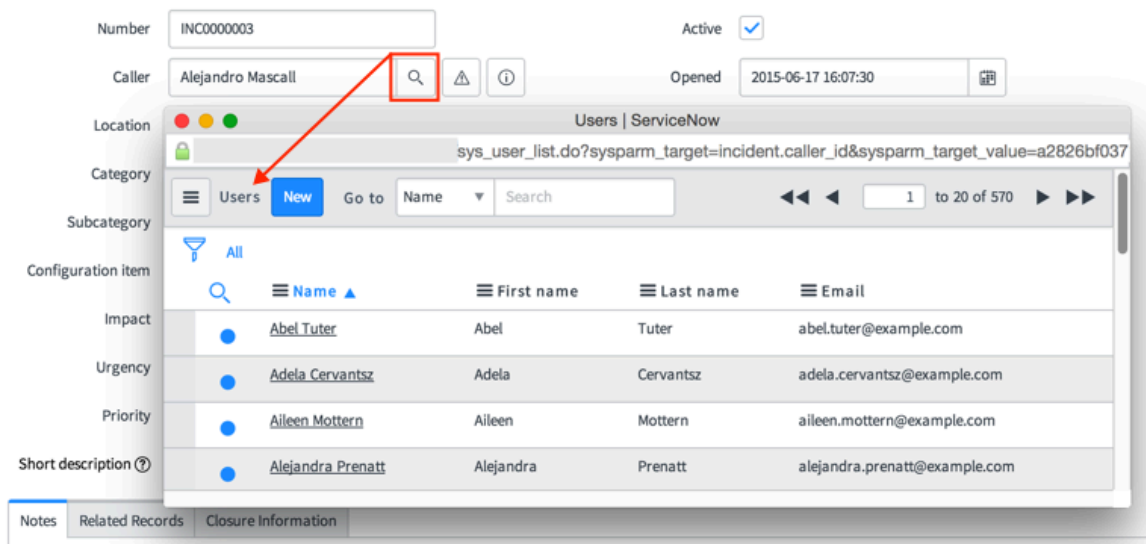 Number INC0000003 Active
Caller Alejandro Mascall Opened 2015-06-17 16:07:30
Location
Users | ServiceNow
sys_user_list.do?sysparm_target=incident.caller_id&sysparm_target_value=a2826bf037
Category
Users New Go to Name Search 1 to 20 of 570
Subcategory
All
Configuration item
Name First name Last name Email
Impact
Abel Tuter Abel Tuter abel.tuter@example.com
Urgency
Adela Cervantsz Adela Cervantsz adela.cervantsz@example.com
Priority
Aileen Mottern Aileen Mottern aileen.mottern@example.com
Short description
Alejandra Prenatt Alejandra Prenatt alejandra.prenatt@example.com
Notes Related Records Closure Information